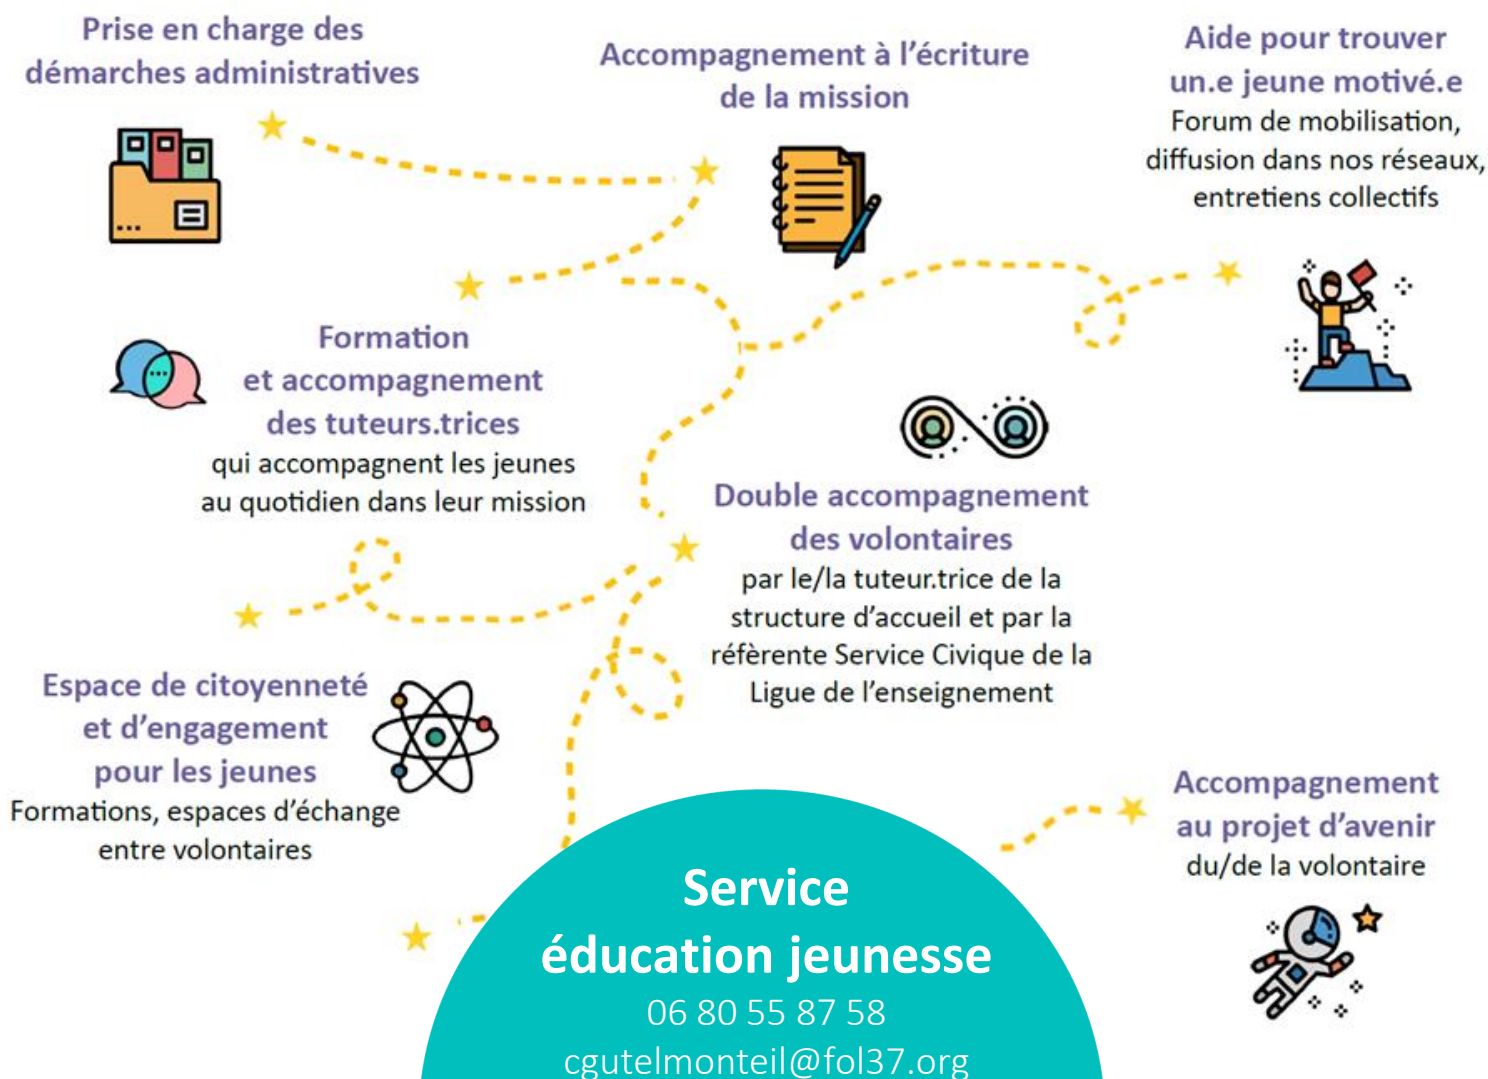 Prise en charge des
démarches administratives
Accompagnement à l’écriture
de la mission
Aide pour trouver
un.e jeune motivé.e
Forum de mobilisation,
diffusion dans nos réseaux,
entretiens collectifs
Formation
et accompagnement
des tuteurs.trices
qui accompagnent les jeunes
au quotidien dans leur mission
Double accompagnement
des volontaires
par le/la tuteur.trice de la
structure d’accueil et par la
réfèrente Service Civique de la
Ligue de l’enseignement
Espace de citoyenneté
et d’engagement
pour les jeunes
Formations, espaces d’échange
entre volontaires
Accompagnement
au projet d’avenir
du/de la volontaire
Service
éducation jeunesse
06 80 55 87 58
cgutelmonteil@fol37.org